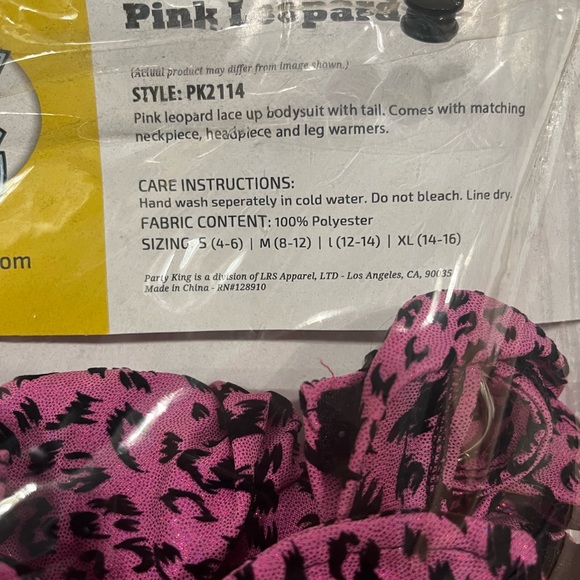 Pink Leopard
(Actual product may differ from image shown.)
STYLE: PK2114
Pink leopard lace up bodysuit with tail. Comes with matching
neckpiece, headpiece and leg warmers.
CARE INSTRUCTIONS:
Hand wash seperately in cold water. Do not bleach. Line dry.
FABRIC CONTENT: 100% Polyester
SIZING: S (4-6) | M (8-12) | l (12-14) | XL (14-16)
om
Party King is a division of LRS Apparel, LTD - Los Angeles, CA, 90035
Made in China - RN#128910